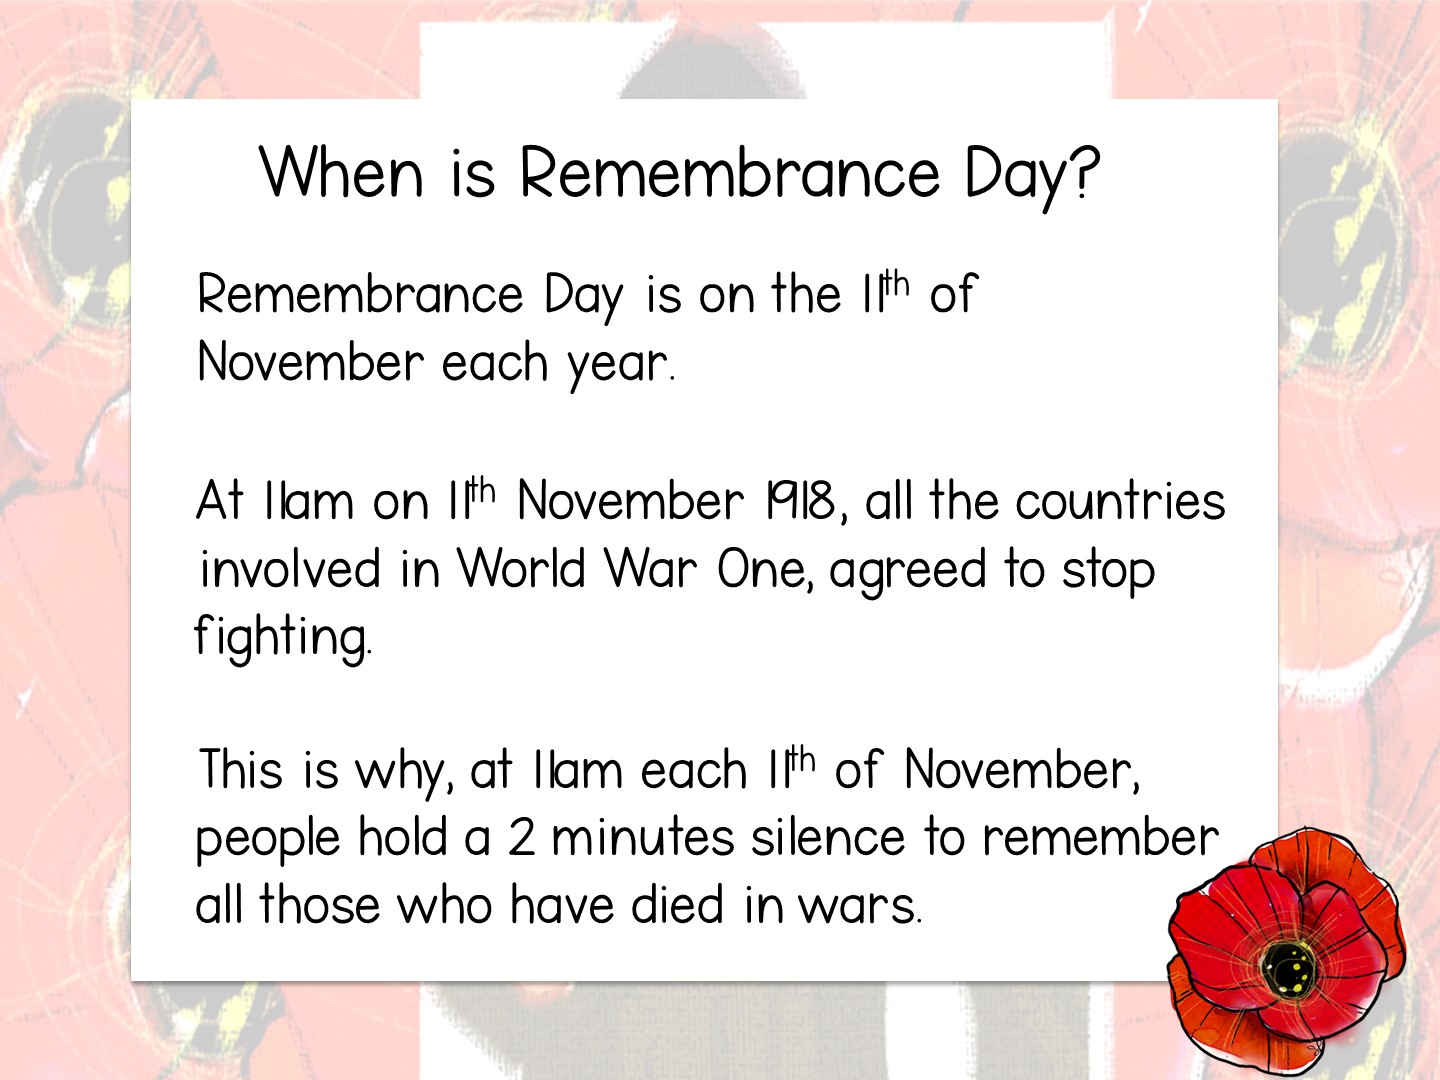 When is Remembrance Day?
Remembrance Day is on the 11th of
November each year.
At 11am on 11th November 1918, all the countries
involved in World War One, agreed to stop
fighting.
This is why, at 11am each 11th of November,
people hold a 2 minutes silence to remember
all those who have died in wars.